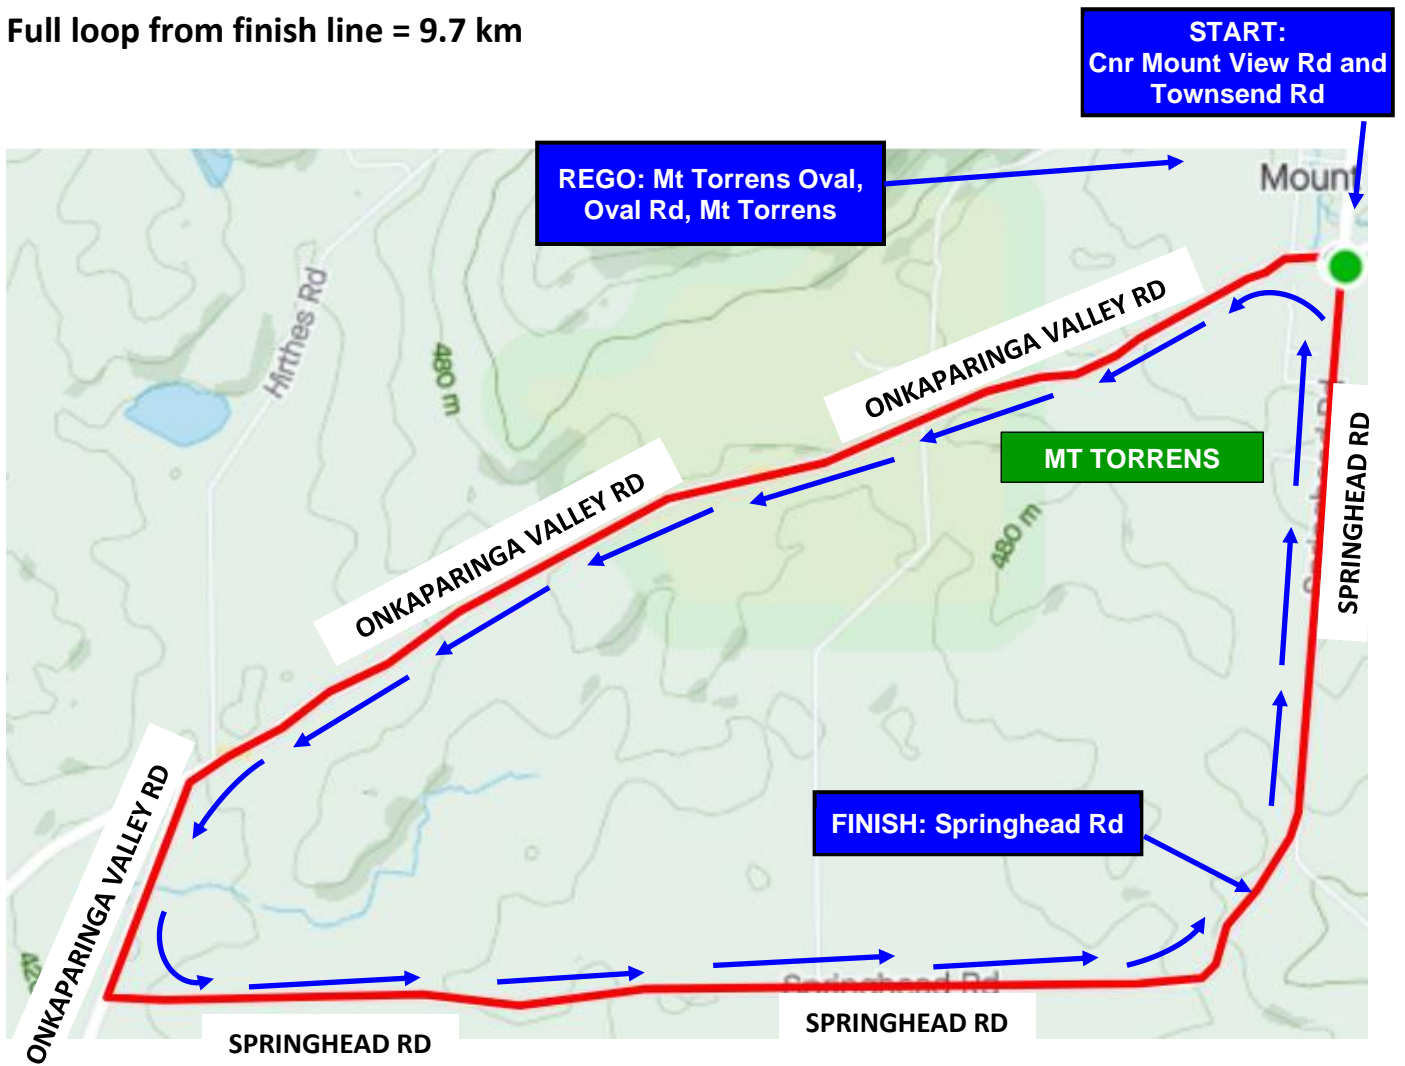 Full loop from finish line = 9.7 km
START:
Cnr Mount View Rd and
Townsend Rd
REGO: Mt Torrens Oval,
Oval Rd, Mt Torrens
Mount
Hirthes Rd
480 m
ONKAPARINGA VALLEY RD
MT TORRENS
SPRINGHEAD RD
ONKAPARINGA VALLEY RD
480 m
ONKAPARINGA VALLEY RD
FINISH: Springhead Rd
Springhead Rd
SPRINGHEAD RD
SPRINGHEAD RD